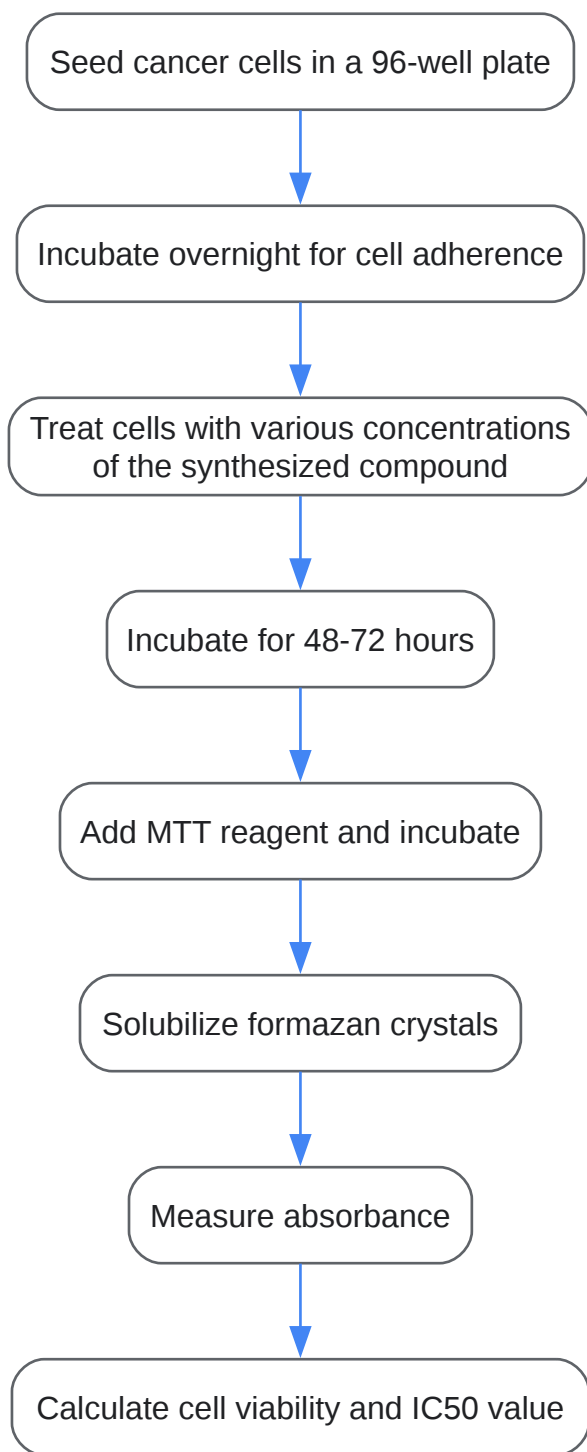 Seed cancer cells in a 96-well plate
Incubate overnight for cell adherence
Treat cells with various concentrations
of the synthesized compound
Incubate for 48-72 hours
Add MTT reagent and incubate
Solubilize formazan crystals
Measure absorbance
Calculate cell viability and IC50 value